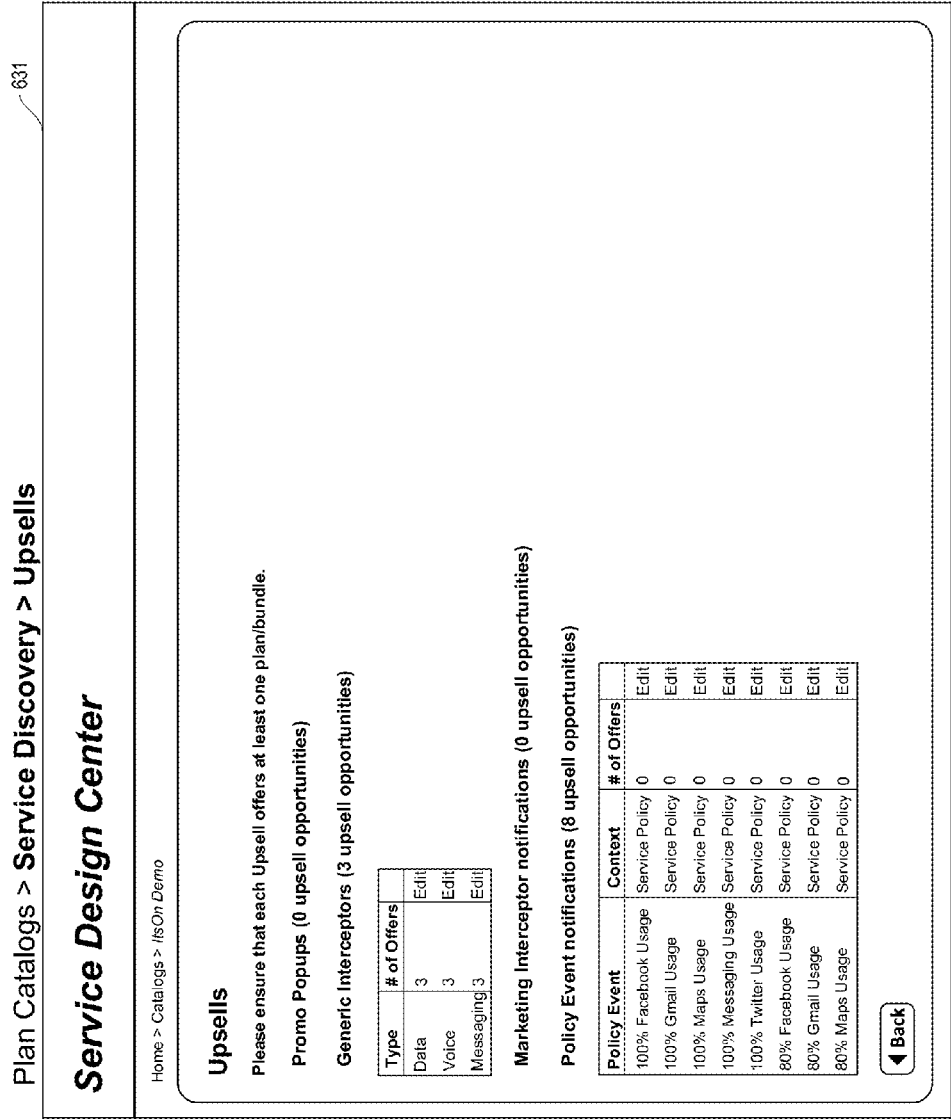 Plan Catalogs > Service Discovery > Upsells
631
Service Design Center
Home > Catalogs > ItsOn Demo
Upsells
Please ensure that each Upsell offers at least one plan/bundle.
Promo Popups (0 upsell opportunities)
Generic Interceptors (3 upsell opportunities)
Type # of Offers
Data 3 Edit
Voice 3 Edit
Messaging 3 Edit
Marketing Interceptor notifications (0 upsell opportunities)
Policy Event notifications (8 upsell opportunities)
Policy Event Context # of Offers
100% Facebook Usage Service Policy 0 Edit
100% Gmail Usage Service Policy 0 Edit
100% Maps Usage Service Policy 0 Edit
100% Messaging Usage Service Policy 0 Edit
100% Twitter Usage Service Policy 0 Edit
80% Facebook Usage Service Policy 0 Edit
80% Gmail Usage Service Policy 0 Edit
80% Maps Usage Service Policy 0 Edit
Back